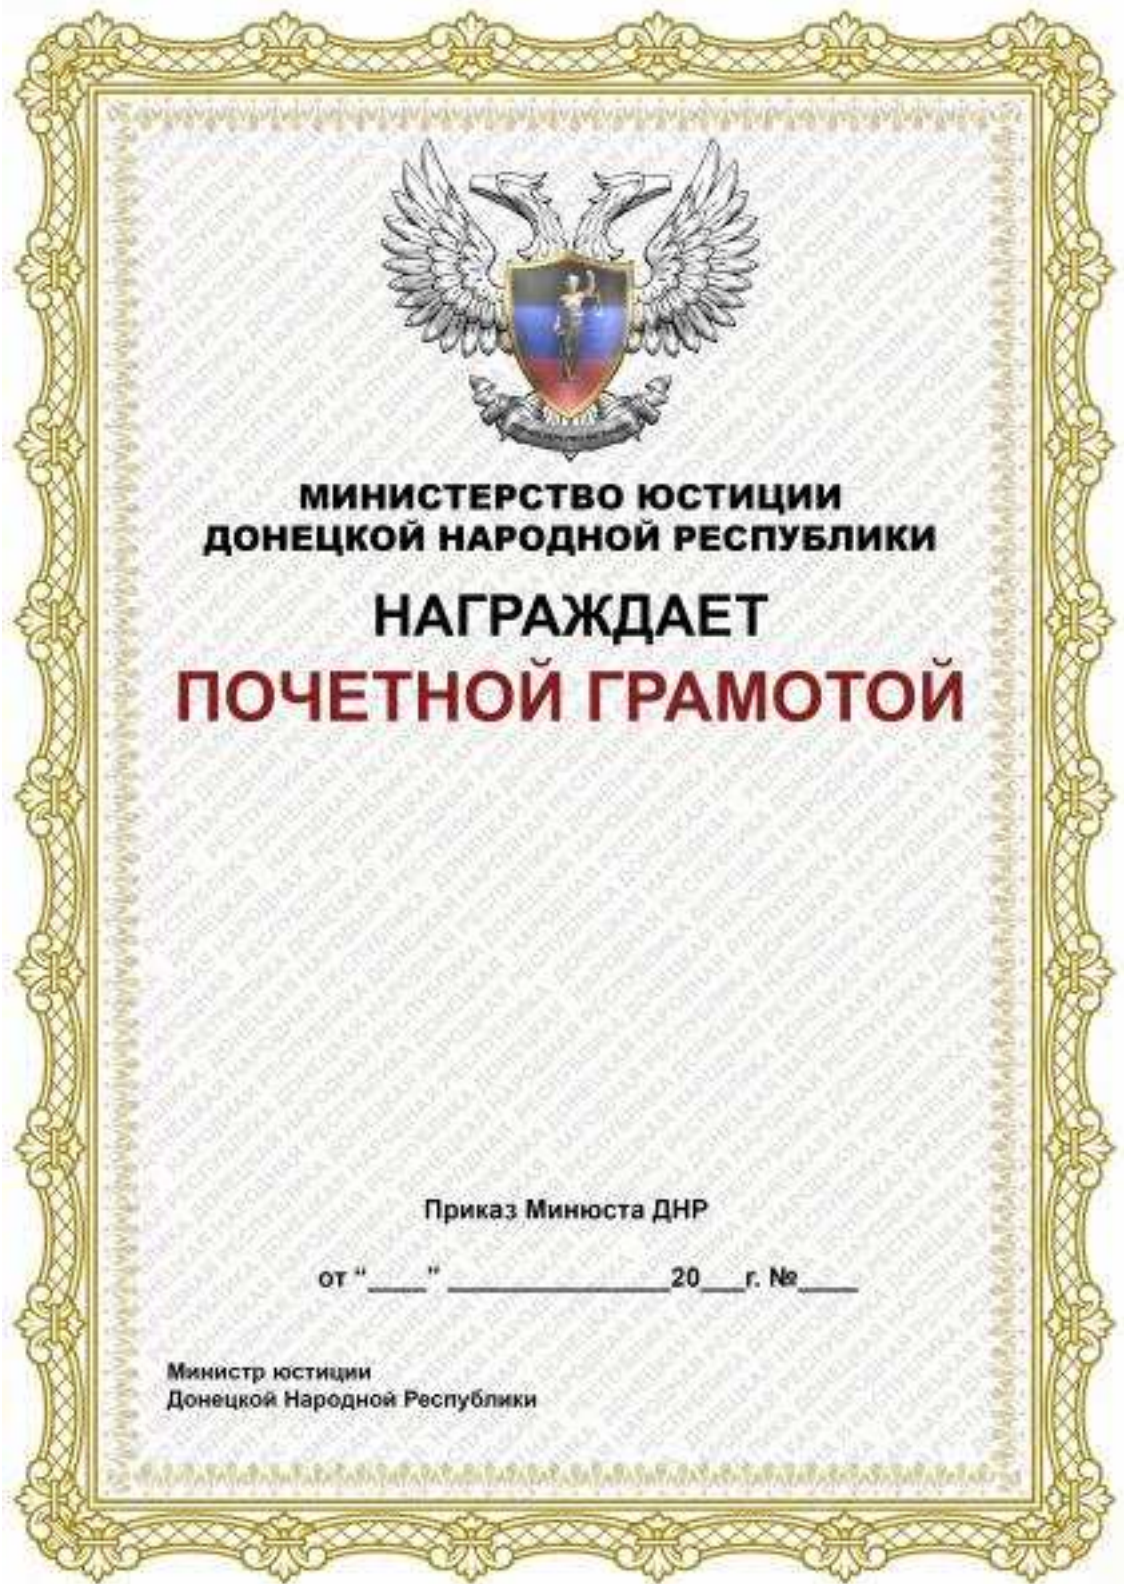 МИНИСТЕРСТВО ЮСТИЦИИ
ДОНЕЦКОЙ НАРОДНОЙ РЕСПУБЛИКИ
НАГРАЖДАЕТ
ПОЧЕТНОЙ ГРАМОТОЙ
Приказ Минюста ДНР
от “____” _______________20___г. №____
Министр юстиции
Донецкой Народной Республики